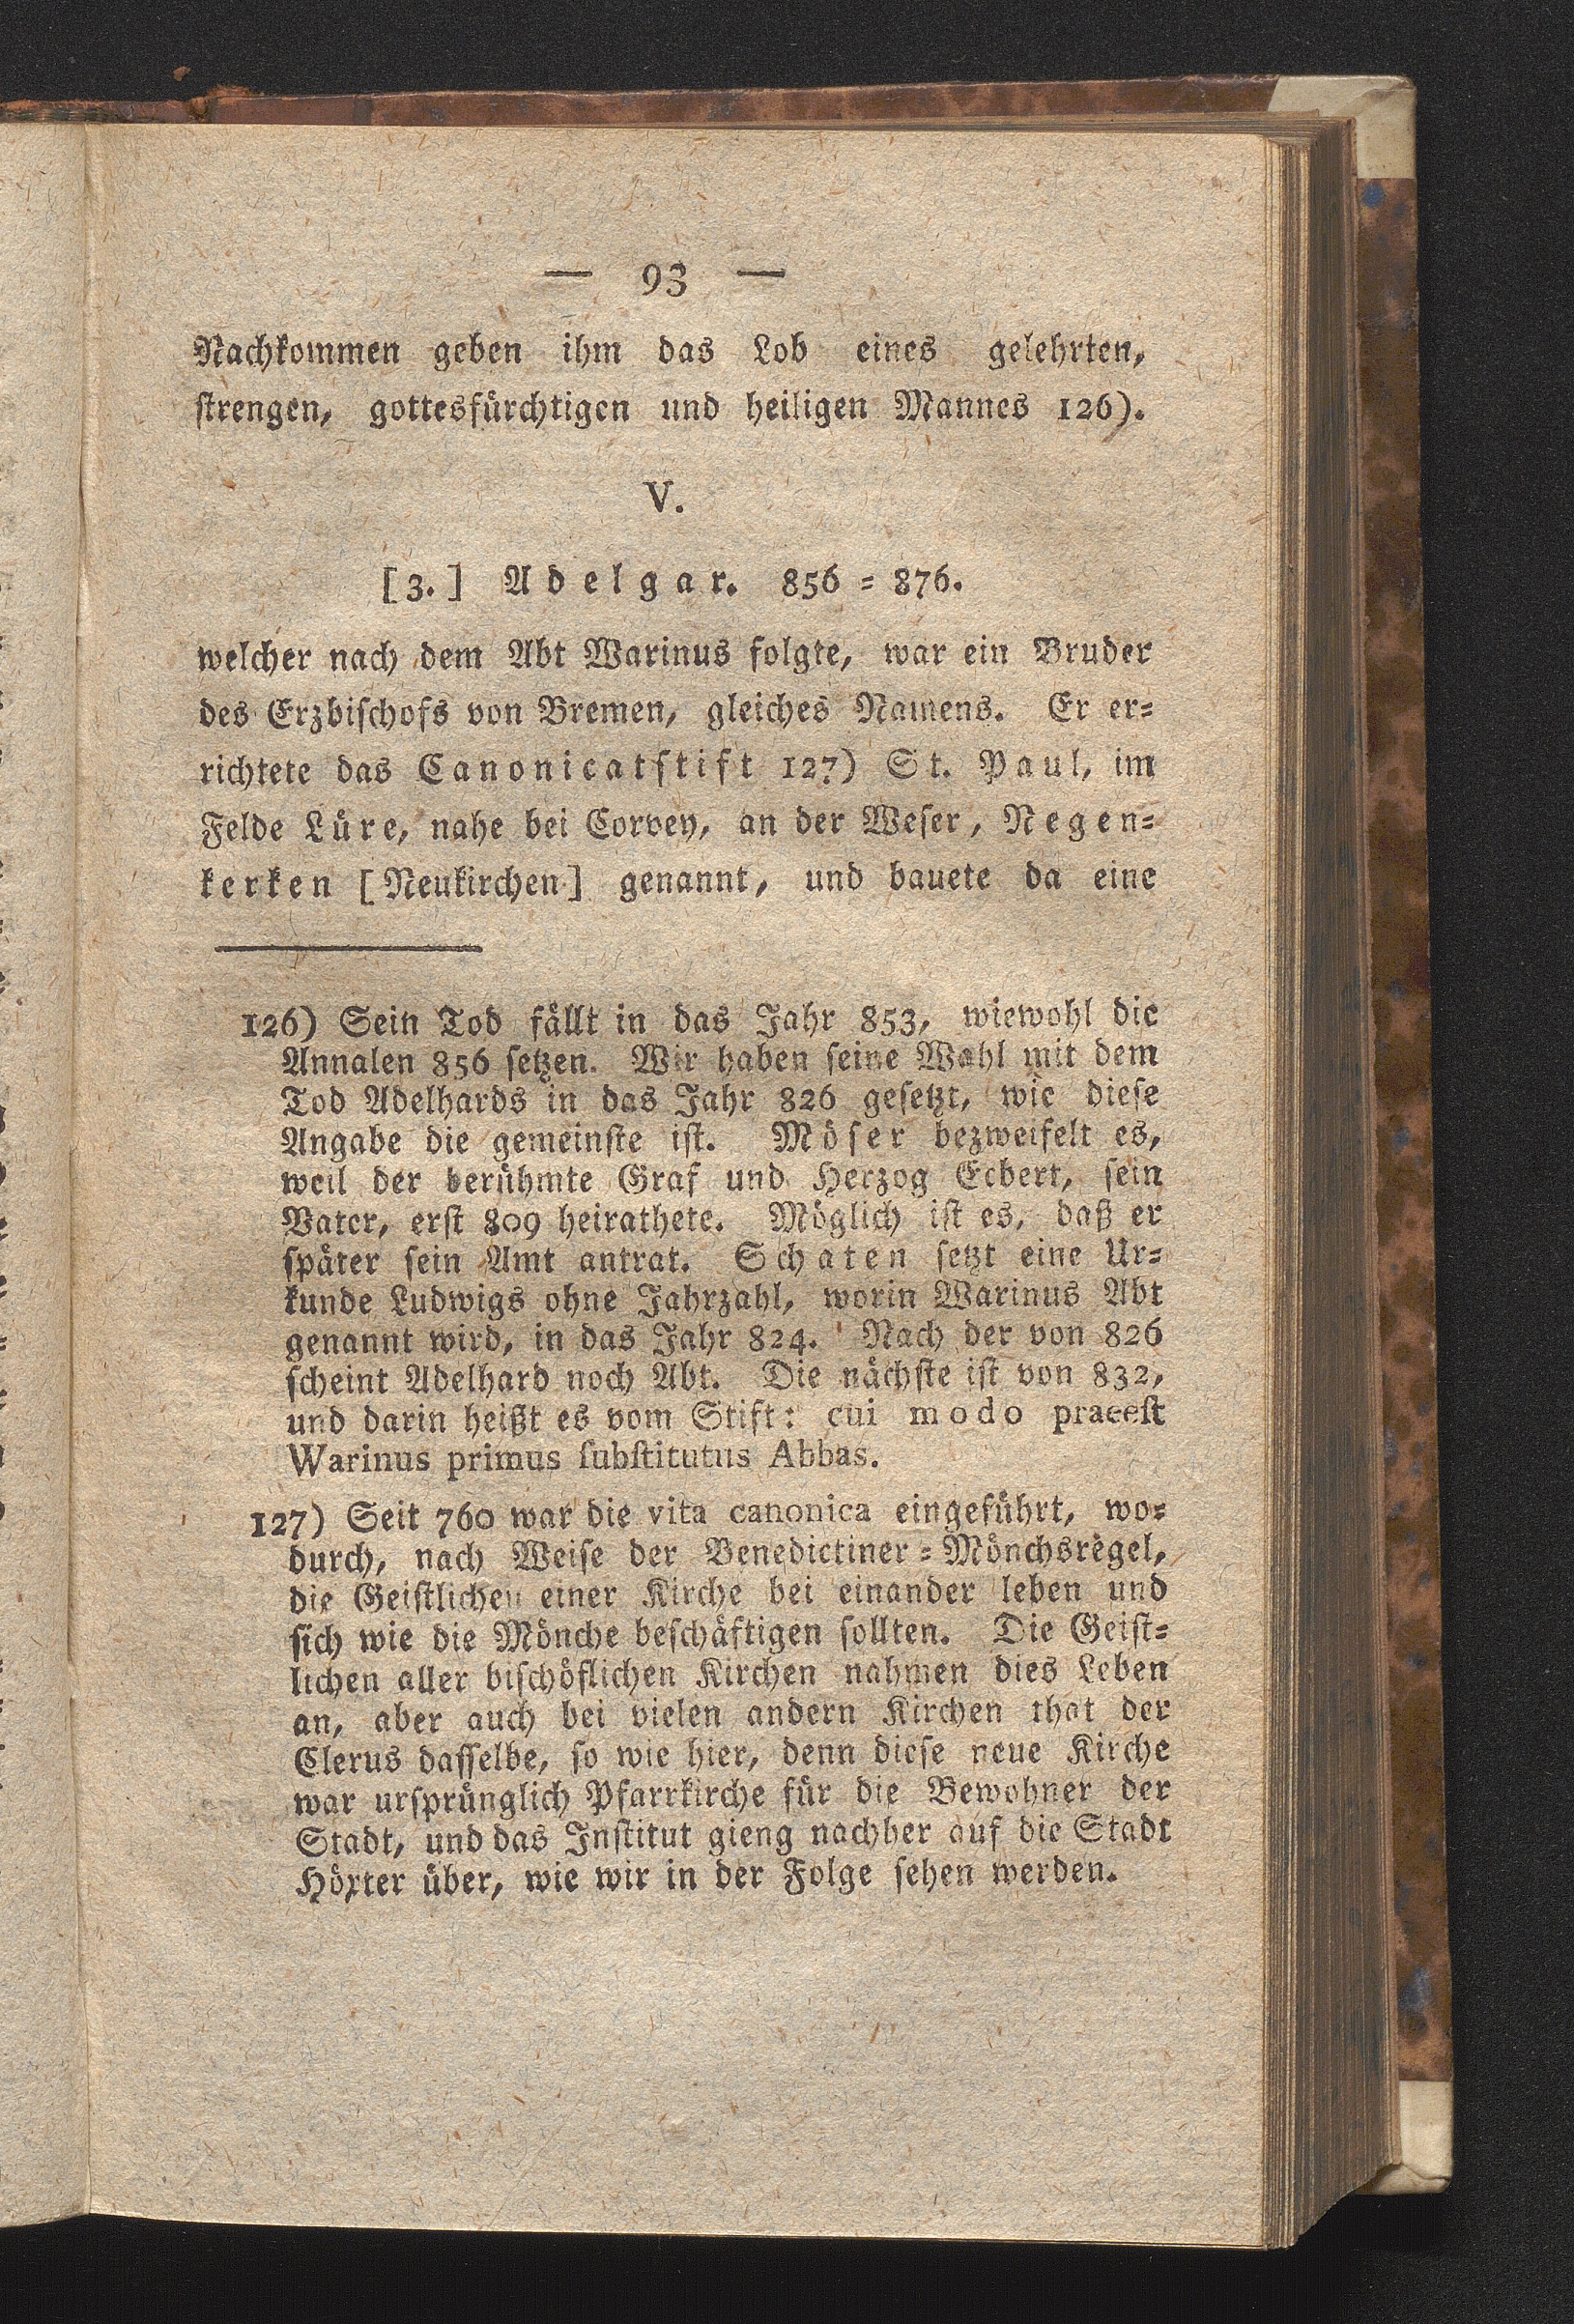 — 93 —
Nachkommen geben ihm das Lob eines gelehrten,
strengen, gottesfürchtigen und heiligen Mannes 126).
V.
[3.] Adelgar. 856 = 876.
welcher nach dem Abt Warinus folgte, war ein Bruder
des Erzbischofs von Bremen, gleiches Namens. Er er=
richtete das Canonicatstift 127) St. Paul, im
Felde Lüre, nahe bei Corvey, an der Weser, Negen=
kerken [Neukirchen] genannt, und bauete da eine
126) Sein Tod fällt in das Jahr 853, wiewohl die
Annalen 856 setzen. Wir haben seine Wahl mit dem
Tod Adelhards in das Jahr 826 gesetzt, wie diese
Angabe die gemeinste ist. Möser bezweifelt es,
weil der berühmte Graf und Herzog Ecbert, sein
Vater, erst 809 heirathete. Möglich ist es, daß er
später sein Amt antrat. Schaten setzt eine Ur=
kunde Ludwigs ohne Jahrzahl, worin Warinus Abt
genannt wird, in das Jahr 824. Nach der von 826
scheint Adelhard noch Abt. Die nächste ist von 832,
und darin heißt es vom Stift: cui modo praeeſt
Warinus primus ſubſtitutus Abbas.
127) Seit 760 war die vita canonica eingeführt, wo=
durch, nach Weise der Benedictiner=Mönchsregel,
die Geistlichen einer Kirche bei einander leben und
sich wie die Mönche beschäftigen sollten. Die Geist=
lichen aller bischöflichen Kirchen nahmen dies Leben
an, aber auch bei vielen andern Kirchen that der
Clerus dasselbe, so wie hier, denn diese neue Kirche
war ursprünglich Pfarrkirche für die Bewohner der
Stadt, und das Institut gieng nachher auf die Stadt
Höxter über, wie wir in der Folge sehen werden.